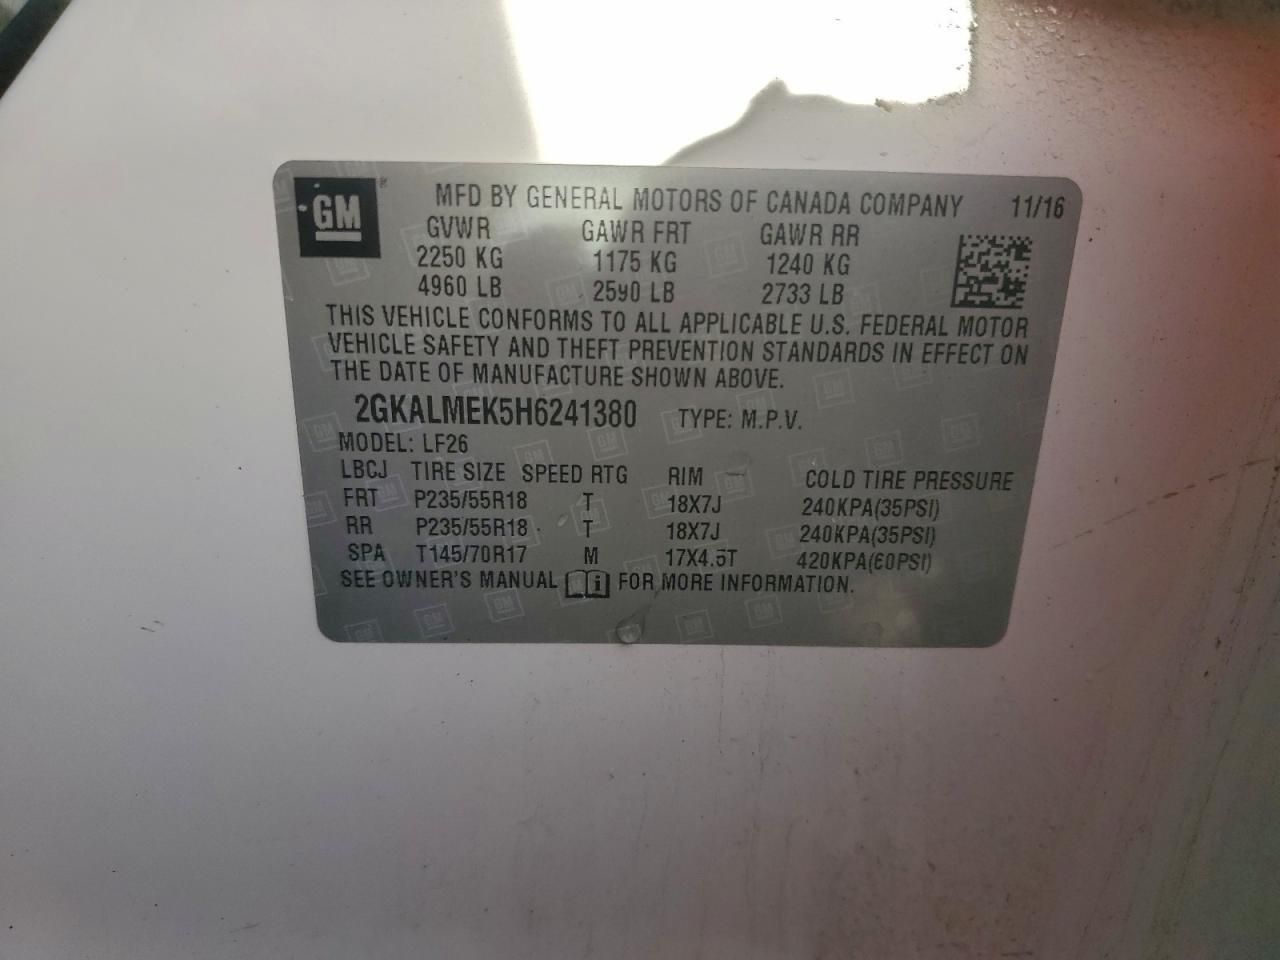 GM ®
MFD BY GENERAL MOTORS OF CANADA COMPANY 11/16
GVWR GAWR FRT GAWR RR
2250 KG 1175 KG 1240 KG
4960 LB 2590 LB 2733 LB
THIS VEHICLE CONFORMS TO ALL APPLICABLE U.S. FEDERAL MOTOR
VEHICLE SAFETY AND THEFT PREVENTION STANDARDS IN EFFECT ON
THE DATE OF MANUFACTURE SHOWN ABOVE.
2GKALMEK5H6241380 TYPE: M.P.V.
MODEL: LF26
LBCJ TIRE SIZE SPEED RTG RIM COLD TIRE PRESSURE
FRT P235/55R18 T 18X7J 240KPA(35PSI)
RR P235/55R18 T 18X7J 240KPA(35PSI)
SPA T145/70R17 M 17X4.5T 420KPA(60PSI)
SEE OWNER'S MANUAL i FOR MORE INFORMATION.